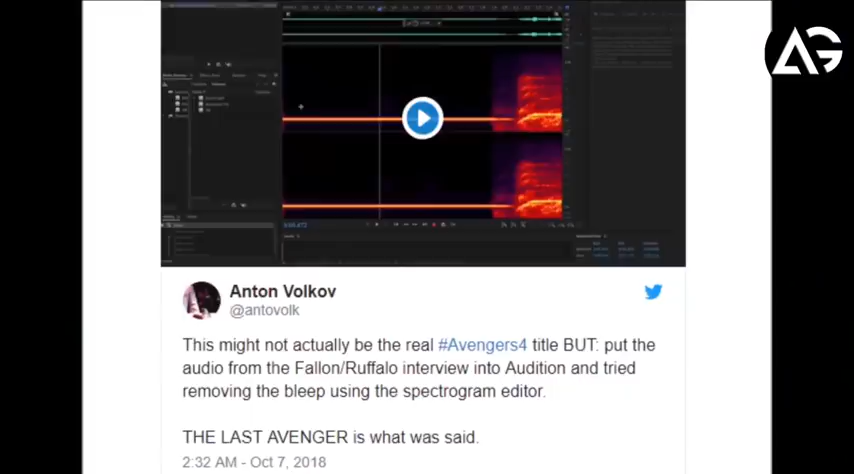 AG
Anton Volkov
@antovolk
This might not actually be the real #Avengers4 title BUT: put the
audio from the Fallon/Ruffalo interview into Audition and tried
removing the bleep using the spectrogram editor.
THE LAST AVENGER is what was said.
2:32 AM - Oct 7, 2018